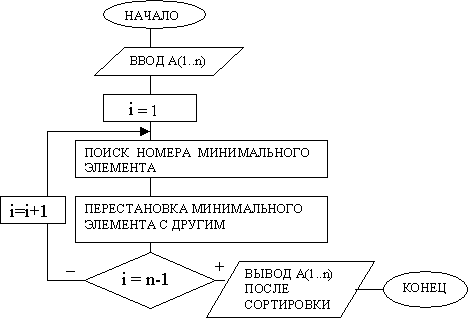 НАЧАЛО
ВВОД А(1..n)
i = 1
ПОИСК НОМЕРА МИНИМАЛЬНОГО
ЭЛЕМЕНТА
i=i+1
ПЕРЕСТАНОВКА МИНИМАЛЬНОГО
ЭЛЕМЕНТА С ДРУГИМ
–
i = n-1
+
ВЫВОД А(1..n)
ПОСЛЕ
СОРТИРОВКИ
КОНЕЦ